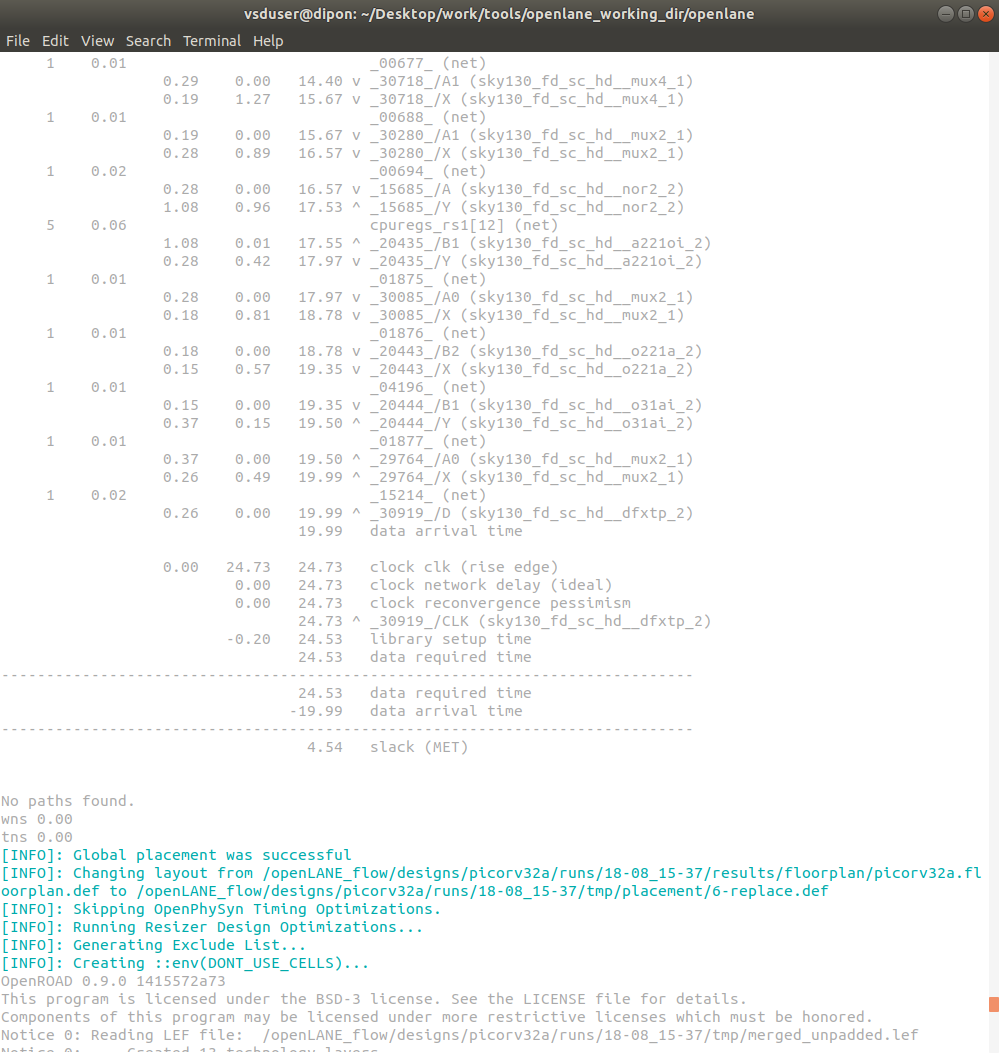 vsduser@dipon: ~/Desktop/work/tools/openlane_working_dir/openlane
File Edit View Search Terminal Help
     1    0.01                           _00677_ (net)
                  0.29    0.00   14.40 v _30718_/A1 (sky130_fd_sc_hd__mux4_1)
                  0.19    1.27   15.67 v _30718_/X (sky130_fd_sc_hd__mux4_1)
     1    0.01                           _00688_ (net)
                  0.19    0.00   15.67 v _30280_/A1 (sky130_fd_sc_hd__mux2_1)
                  0.28    0.89   16.57 v _30280_/X (sky130_fd_sc_hd__mux2_1)
     1    0.02                           _00694_ (net)
                  0.28    0.00   16.57 v _15685_/A (sky130_fd_sc_hd__nor2_2)
                  1.08    0.96   17.53 ^ _15685_/Y (sky130_fd_sc_hd__nor2_2)
     5    0.06                           cpuregs_rs1[12] (net)
                  1.08    0.01   17.55 ^ _20435_/B1 (sky130_fd_sc_hd__a221oi_2)
                  0.28    0.42   17.97 v _20435_/Y (sky130_fd_sc_hd__a221oi_2)
     1    0.01                           _01875_ (net)
                  0.28    0.00   17.97 v _30085_/A0 (sky130_fd_sc_hd__mux2_1)
                  0.18    0.81   18.78 v _30085_/X (sky130_fd_sc_hd__mux2_1)
     1    0.01                           _01876_ (net)
                  0.18    0.00   18.78 v _20443_/B2 (sky130_fd_sc_hd__o221a_2)
                  0.15    0.57   19.35 v _20443_/X (sky130_fd_sc_hd__o221a_2)
     1    0.01                           _04196_ (net)
                  0.15    0.00   19.35 v _20444_/B1 (sky130_fd_sc_hd__o31ai_2)
                  0.37    0.15   19.50 ^ _20444_/Y (sky130_fd_sc_hd__o31ai_2)
     1    0.01                           _01877_ (net)
                  0.37    0.00   19.50 ^ _29764_/A0 (sky130_fd_sc_hd__mux2_1)
                  0.26    0.49   19.99 ^ _29764_/X (sky130_fd_sc_hd__mux2_1)
     1    0.02                           _15214_ (net)
                  0.26    0.00   19.99 ^ _30919_/D (sky130_fd_sc_hd__dfxtp_2)
                                 19.99   data arrival time
                  0.00   24.73   24.73   clock clk (rise edge)
                          0.00   24.73   clock network delay (ideal)
                          0.00   24.73   clock reconvergence pessimism
                                 24.73 ^ _30919_/CLK (sky130_fd_sc_hd__dfxtp_2)
                         -0.20   24.53   library setup time
                                 24.53   data required time
-----------------------------------------------------------------------------
                                 24.53   data required time
                                -19.99   data arrival time
-----------------------------------------------------------------------------
                                  4.54   slack (MET)
No paths found.
wns 0.00
tns 0.00
[INFO]: Global placement was successful
[INFO]: Changing layout from /openLANE_flow/designs/picorv32a/runs/18-08_15-37/results/floorplan/picorv32a.fl
oorplan.def to /openLANE_flow/designs/picorv32a/runs/18-08_15-37/tmp/placement/6-replace.def
[INFO]: Skipping OpenPhySyn Timing Optimizations.
[INFO]: Running Resizer Design Optimizations...
[INFO]: Generating Exclude List...
[INFO]: Creating ::env(DONT_USE_CELLS)...
OpenROAD 0.9.0 1415572a73
This program is licensed under the BSD-3 license. See the LICENSE file for details.
Components of this program may be licensed under more restrictive licenses which must be honored.
Notice 0: Reading LEF file:  /openLANE_flow/designs/picorv32a/runs/18-08_15-37/tmp/merged_unpadded.lef
Notice 0:     Created 13 technology layers